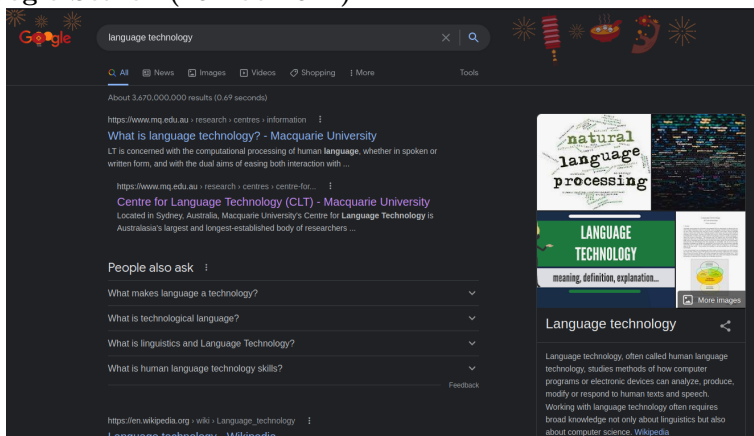 Google
language technology
All
News
Images
Videos
Shopping
More
Tools
About 3,670,000,000 results (0.69 seconds)
https://www.mq.edu.au › research › centres › information
What is language technology? - Macquarie University
LT is concerned with the computational processing of human language, whether in spoken or
written form, and with the dual aims of easing both interaction with ...
https://www.mq.edu.au › research › centres › centre-for...
Centre for Language Technology (CLT) - Macquarie University
Located in Sydney, Australia, Macquarie University's Centre for Language Technology is
Australasia's largest and longest-established body of researchers ...
People also ask
What makes language a technology?
What is technological language?
What is linguistics and Language Technology?
What is human language technology skills?
Feedback
https://en.wikipedia.org › wiki › Language_technology
Language technology - Wikipedia
natural
language
processing
LANGUAGE
TECHNOLOGY
meaning, definition, explanation...
More images
Language technology
Language technology, often called human language
technology, studies methods of how computer
programs or electronic devices can analyze, produce,
modify or respond to human texts and speech.
Working with language technology often requires
broad knowledge not only about linguistics but also
about computer science. Wikipedia